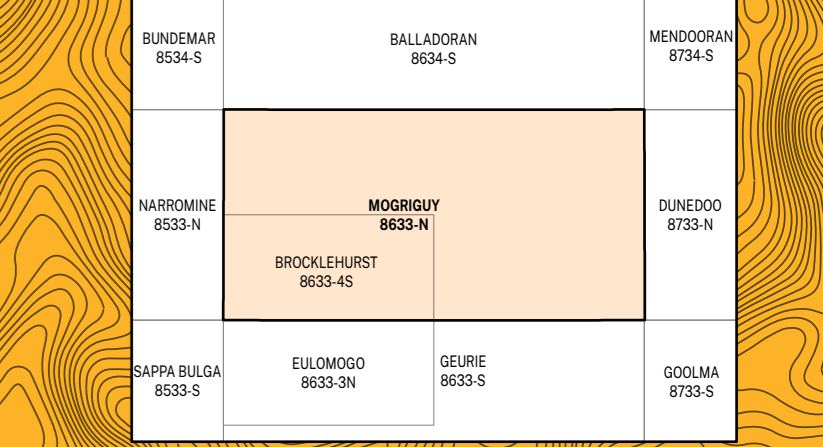 BUNDEMAR
8534-S
BALLADORAN
8634-S
MENDOORAN
8734-S
NARROMINE
8533-N
MOGRIGUY
8633-N
DUNEDOO
8733-N
BROCKLEHURST
8633-4S
SAPPA BULGA
8533-S
EULOMOGO
8633-3N
GEURIE
8633-S
GOOLMA
8733-S